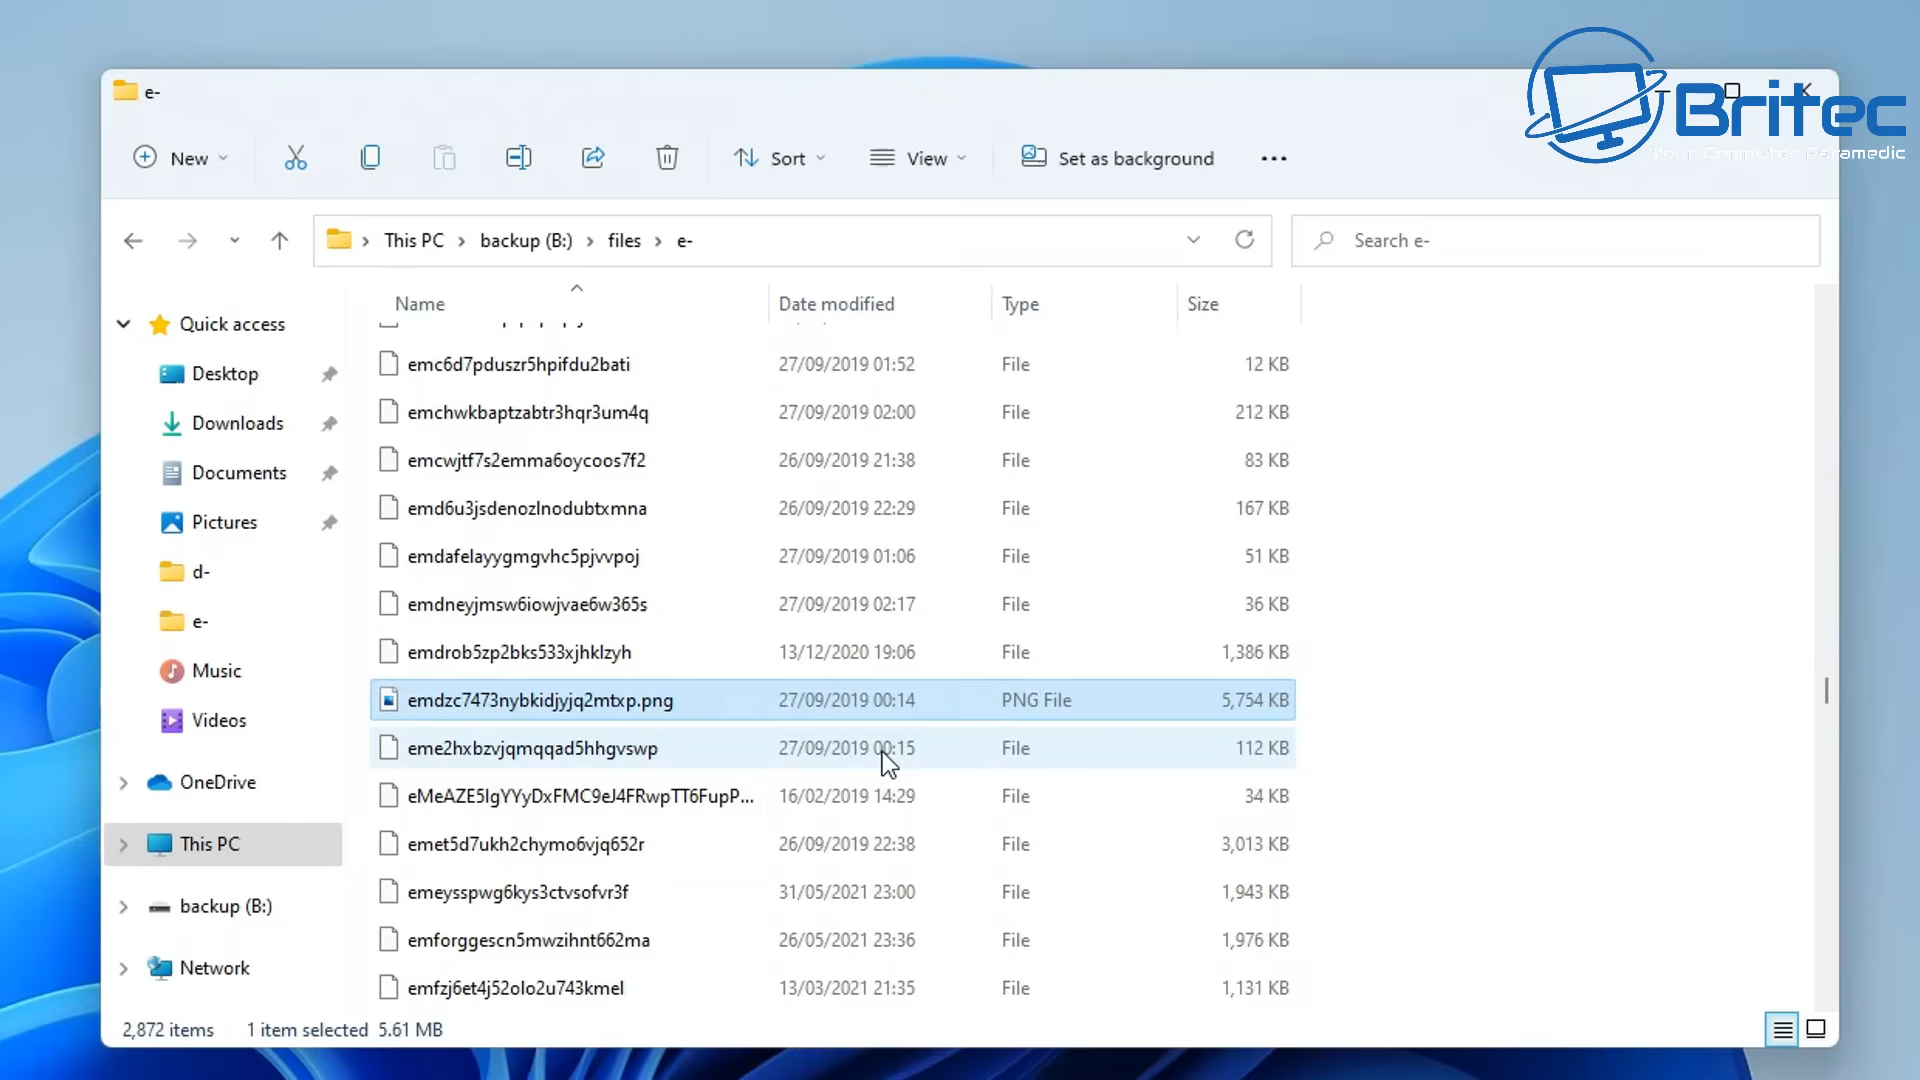 e-
Britec
Your Computer Paramedic
New
Sort
View
Set as background
This PC > backup (B:) > files > e-
Search e-
Name Date modified Type Size
Quick access
Desktop
Downloads
Documents
Pictures
d-
e-
Music
Videos
OneDrive
This PC
backup (B:)
Network
emc6d7pduszr5hpifdu2bati 27/09/2019 01:52 File 12 KB
emchwkbaptzabtr3hqr3um4q 27/09/2019 02:00 File 212 KB
emcwjtf7s2emma6oycoos7f2 26/09/2019 21:38 File 83 KB
emd6u3jsdenozlnodubtxmna 26/09/2019 22:29 File 167 KB
emdafelayygmgvhc5pjvvpoj 27/09/2019 01:06 File 51 KB
emdneyjmsw6iowjvae6w365s 27/09/2019 02:17 File 36 KB
emdrob5zp2bks533xjhklzyh 13/12/2020 19:06 File 1,386 KB
emdzc7473nybkidjyjq2mtxp.png 27/09/2019 00:14 PNG File 5,754 KB
eme2hxbzvjqmqqad5hhgvswp 27/09/2019 00:15 File 112 KB
eMeAZE5IgYYyDxFMC9eJ4FRwpTT6FupP... 16/02/2019 14:29 File 34 KB
emet5d7ukh2chymo6vjq652r 26/09/2019 22:38 File 3,013 KB
emeysspwg6kys3ctvsofvr3f 31/05/2021 23:00 File 1,943 KB
emforggescn5mwzihnt662ma 26/05/2021 23:36 File 1,976 KB
emfzj6et4j52olo2u743kmel 13/03/2021 21:35 File 1,131 KB
2,872 items 1 item selected 5.61 MB